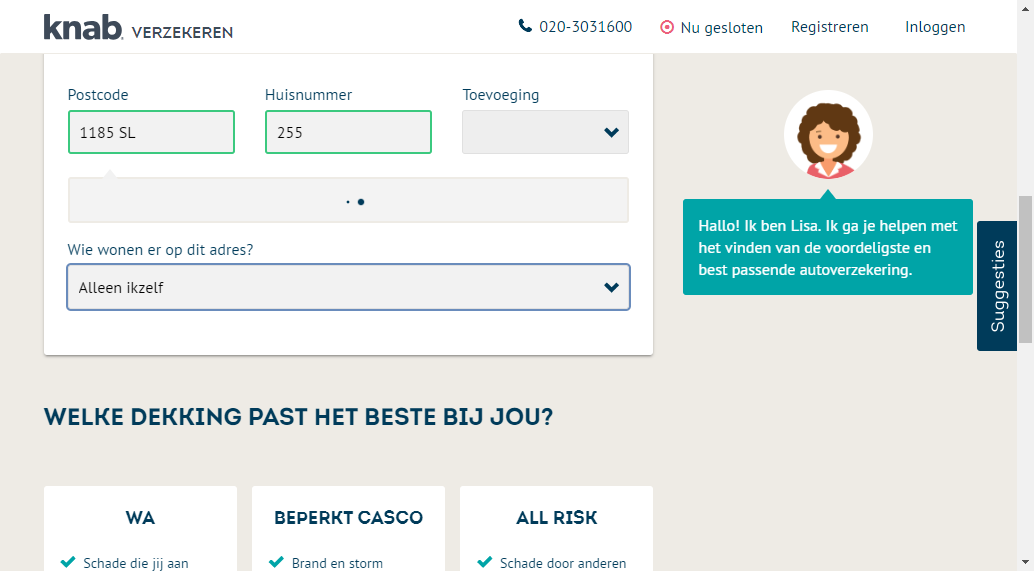 knab VERZEKEREN
020-3031600
Nu gesloten
Registreren
Inloggen
Postcode
Huisnummer
Toevoeging
1185 SL
255
Wie wonen er op dit adres?
Alleen ikzelf
Hallo! Ik ben Lisa. Ik ga je helpen met
het vinden van de voordeligste en
best passende autoverzekering.
Suggesties
WELKE DEKKING PAST HET BESTE BIJ JOU?
WA
BEPERKT CASCO
ALL RISK
Schade die jij aan
Brand en storm
Schade door anderen